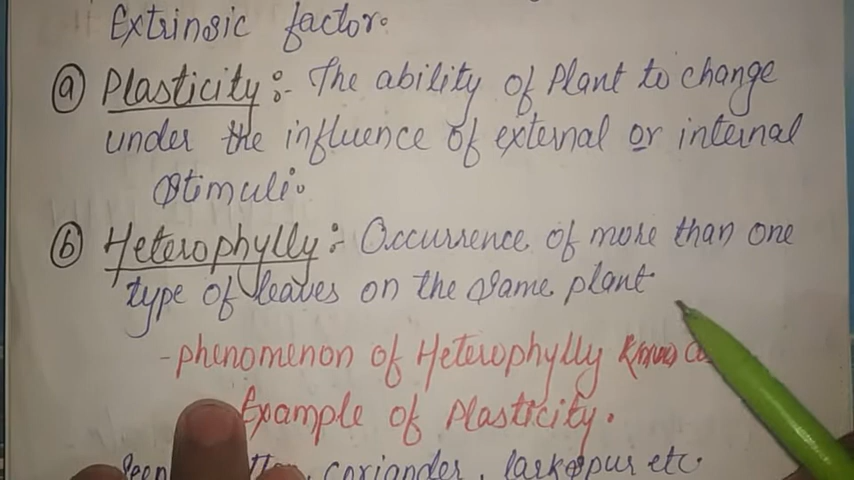 Extrinsic factor.
(a) Plasticity :- The ability of Plant to change
under the influence of external or internal
Stimuli.
(b) Heterophylly :- Occurrence of more than one
type of leaves on the same plant.
- phenomenon of Heterophylly known
Example of Plasticity.
Seen coriander, larkspur etc.